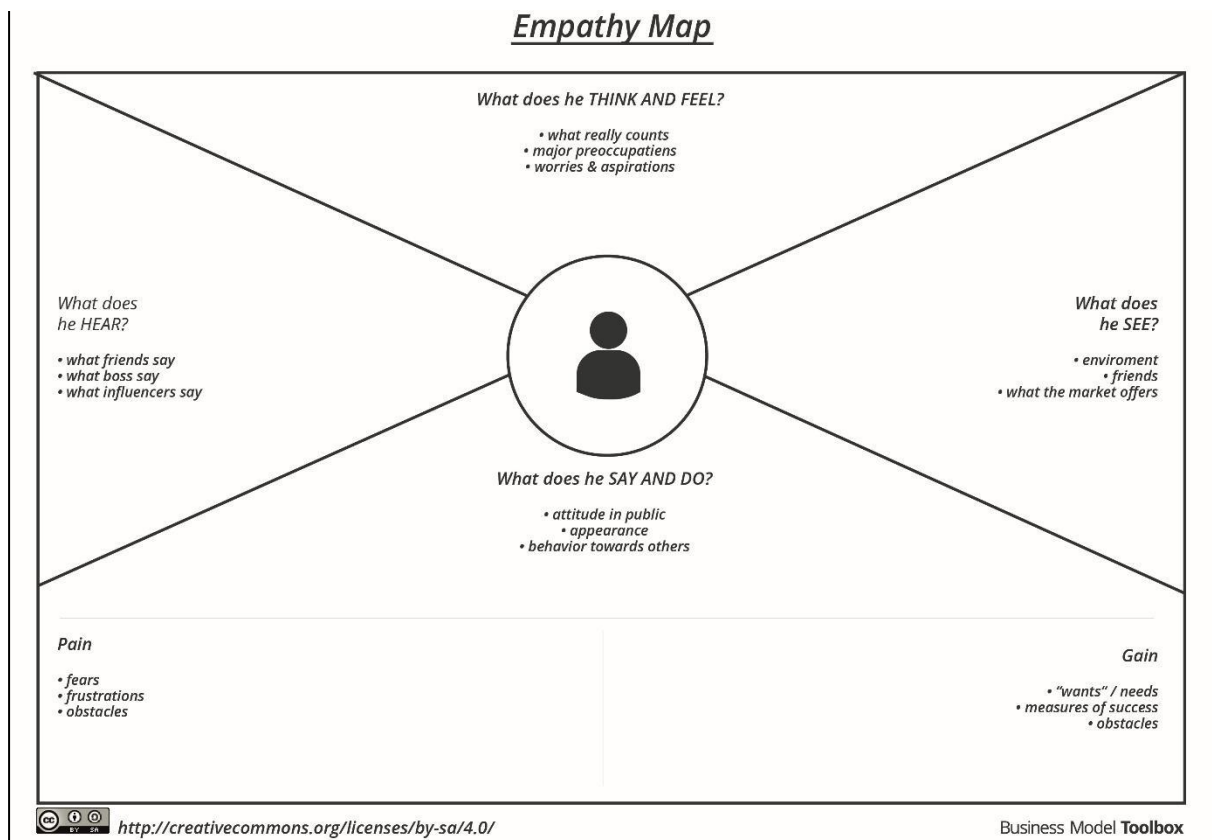 Empathy Map
What does he THINK AND FEEL?
• what really counts
• major preoccupatiens
• worries & aspirations
What does
he HEAR?
• what friends say
• what boss say
• what influencers say
What does
he SEE?
• enviroment
• friends
• what the market offers
What does he SAY AND DO?
• attitude in public
• appearance
• behavior towards others
Pain
• fears
• frustrations
• obstacles
Gain
• “wants” / needs
• measures of success
• obstacles
cc BY SA
http://creativecommons.org/licenses/by-sa/4.0/
Business Model Toolbox